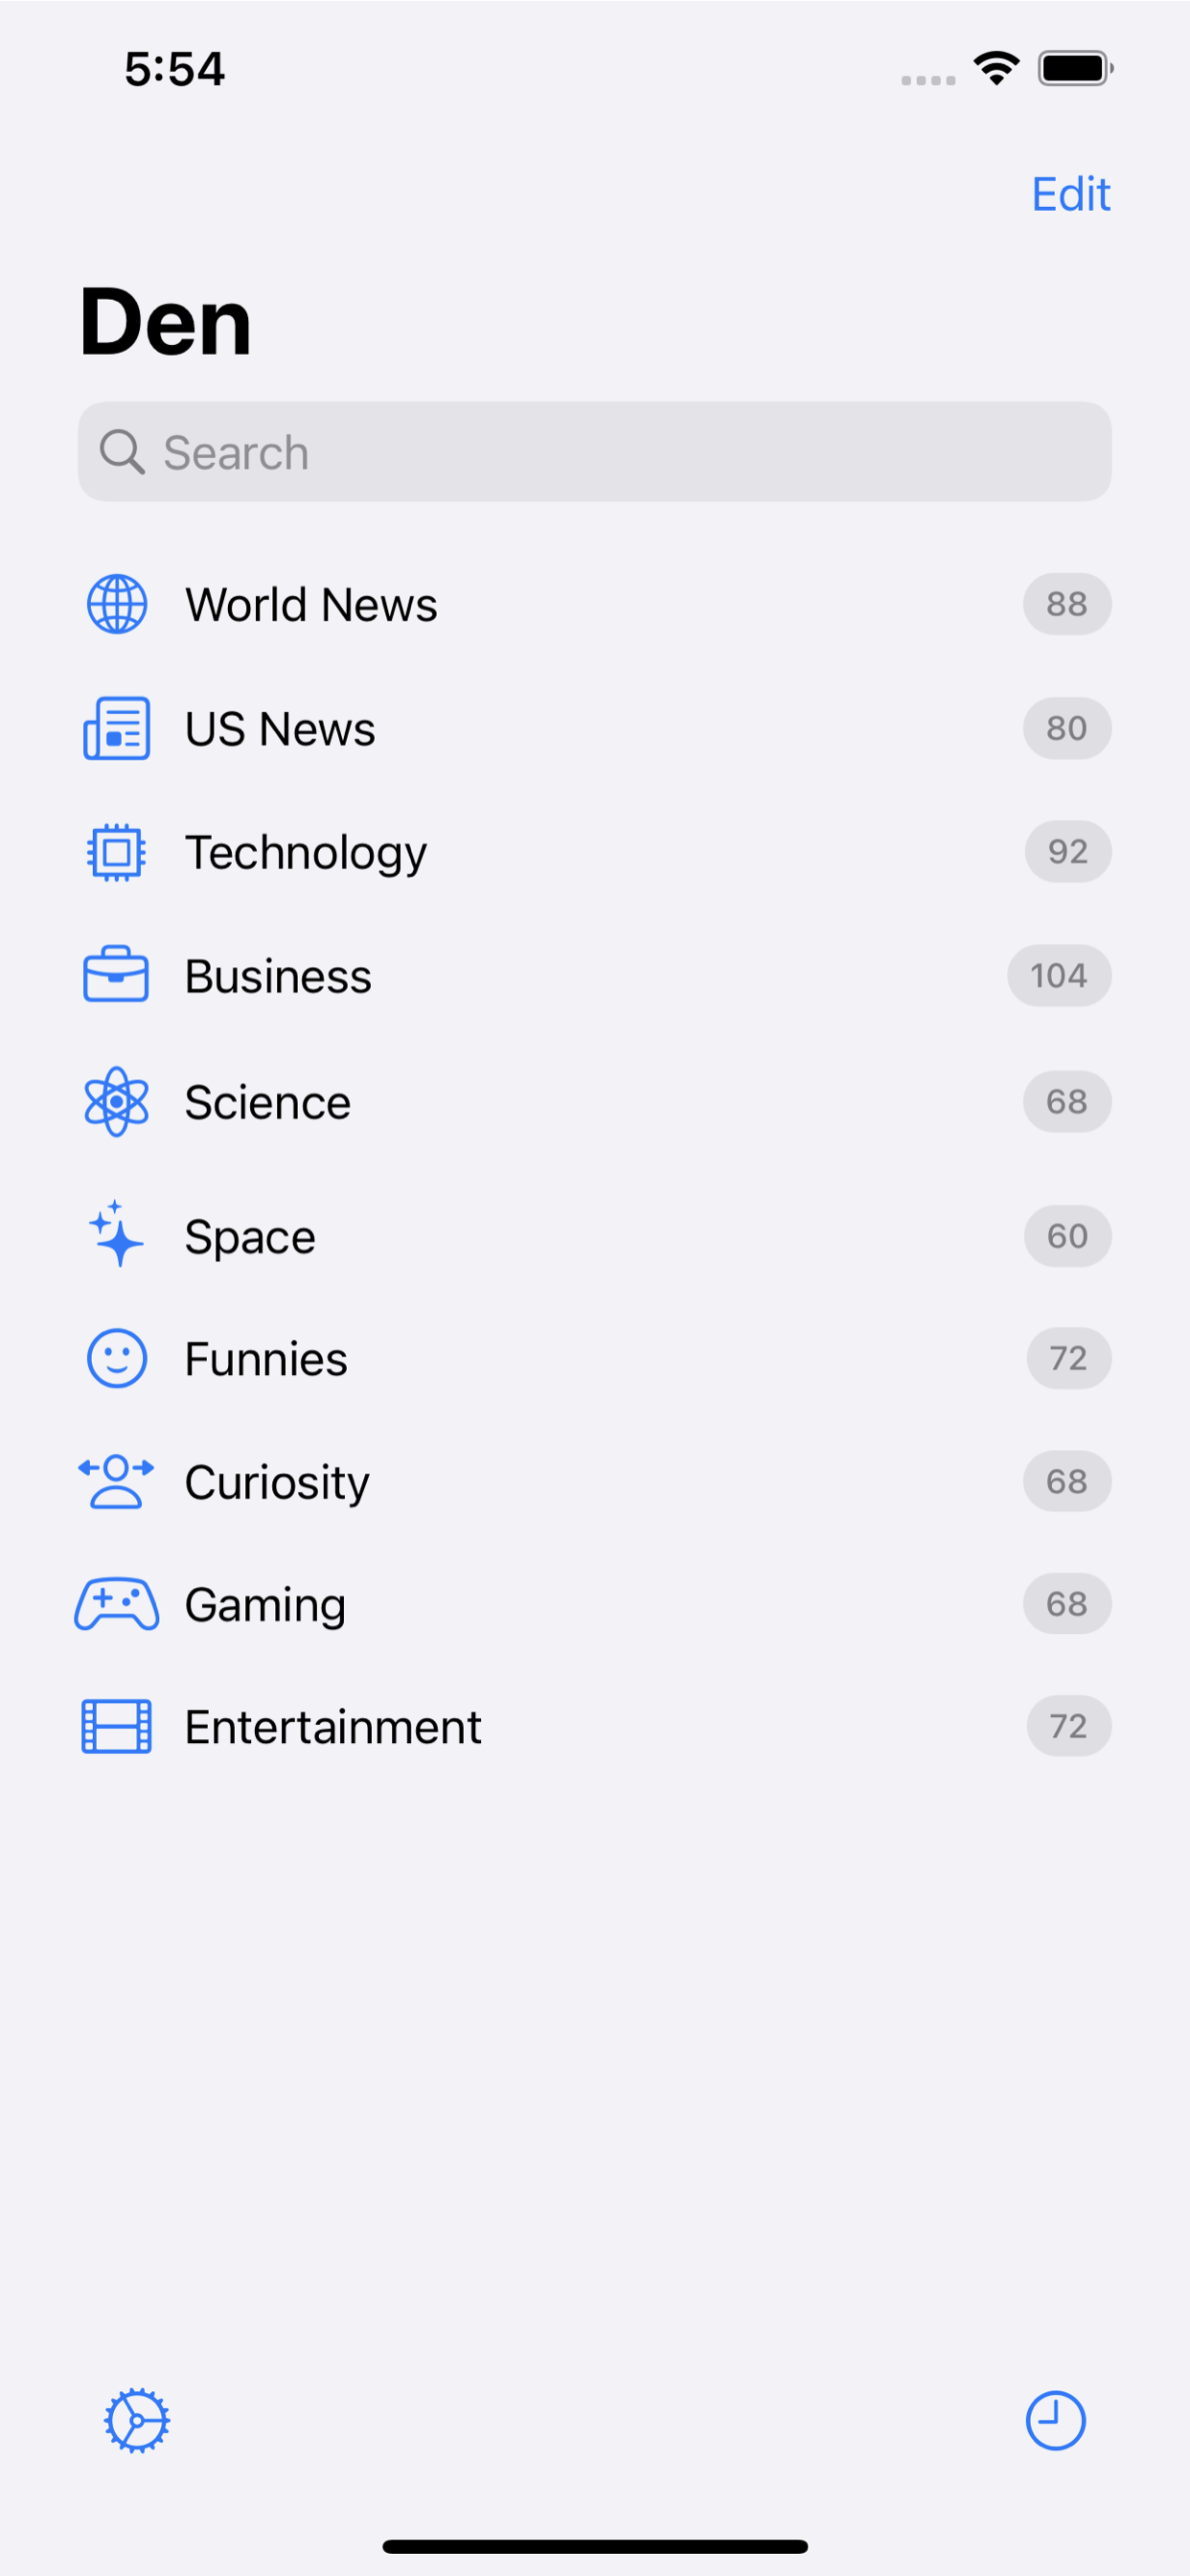 5:54
Edit
Den
Search
World News 88
US News 80
Technology 92
Business 104
Science 68
Space 60
Funnies 72
Curiosity 68
Gaming 68
Entertainment 72